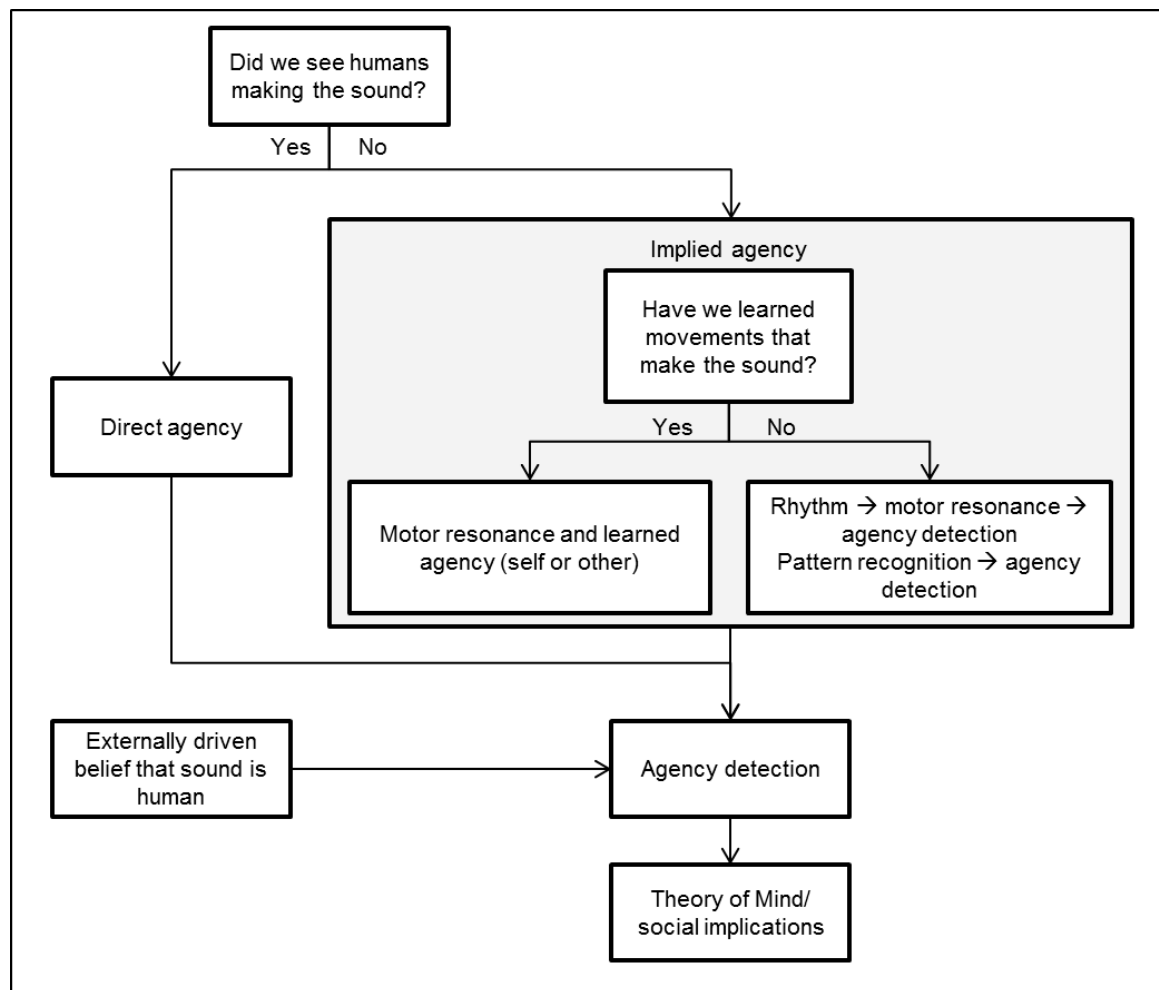 Did we see humans
making the sound?
Yes
No
Implied agency
Have we learned
movements that
make the sound?
Yes
No
Direct agency
Motor resonance and learned
agency (self or other)
Rhythm → motor resonance →
agency detection
Pattern recognition → agency
detection
Externally driven
belief that sound is
human
Agency detection
Theory of Mind/
social implications